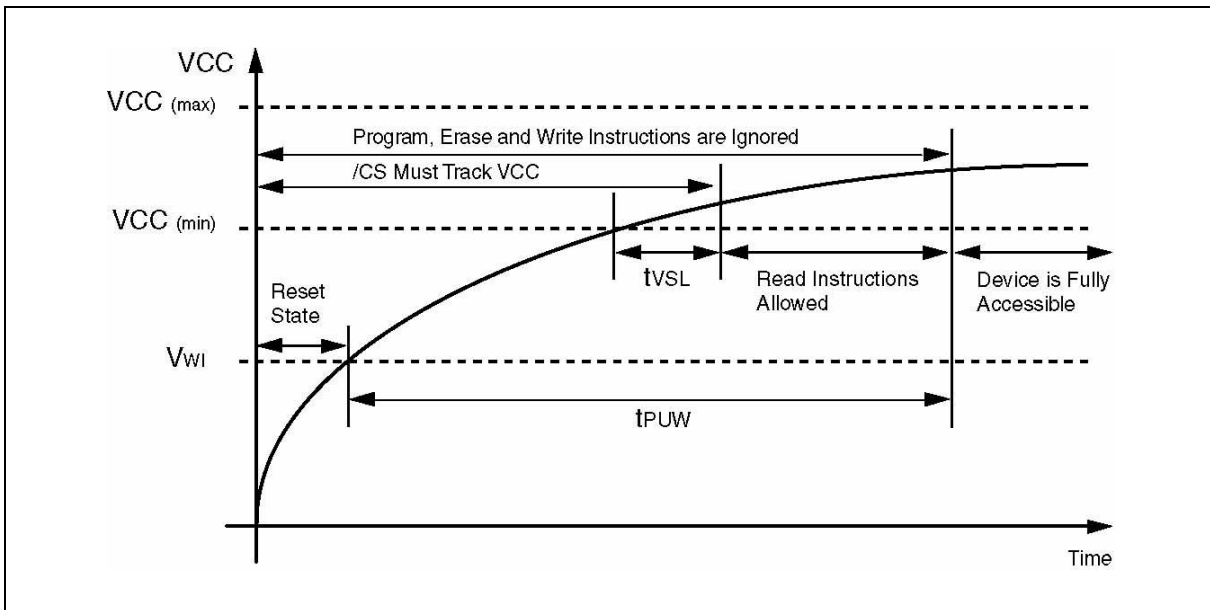 VCC
VCC (max)
Program, Erase and Write Instructions are Ignored
/CS Must Track VCC
VCC (min)
tVSL
Read Instructions
Allowed
Device is Fully
Accessible
Reset
State
VWI
tPUW
Time